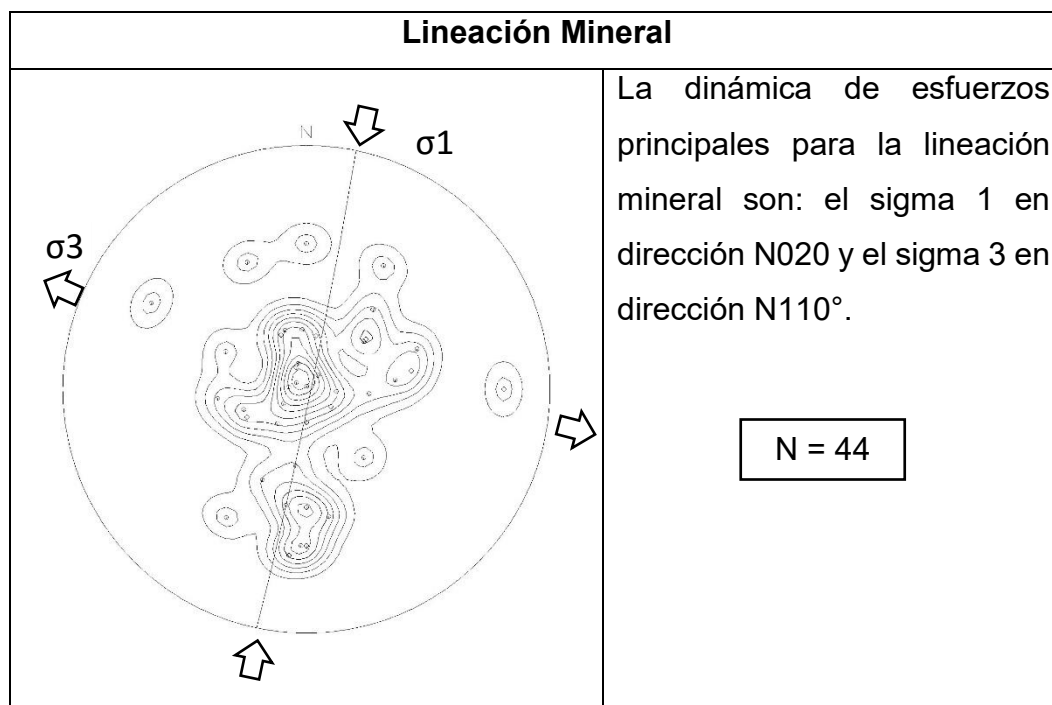 Lineación Mineral
N
σ1
σ3
La dinámica de esfuerzos
principales para la lineación
mineral son: el sigma 1 en
dirección N020 y el sigma 3 en
dirección N110°.
N = 44